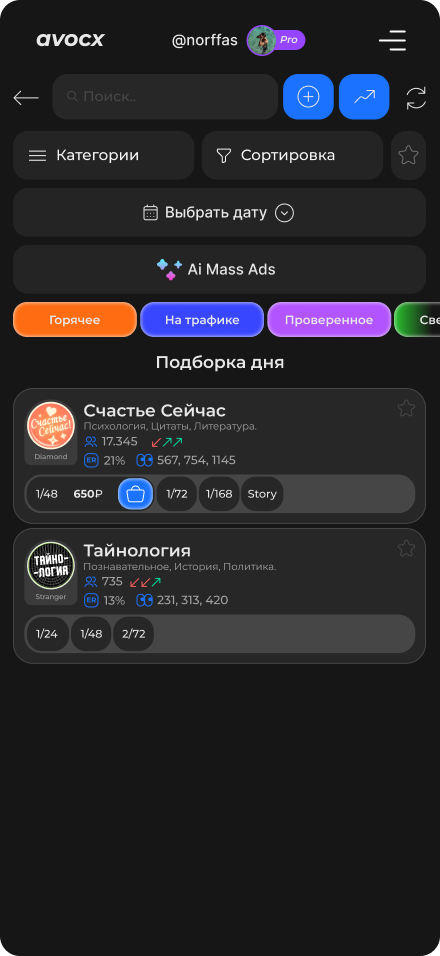 avocx
@norffas
Pro
Поиск..
Категории
Сортировка
Выбрать дату
Ai Mass Ads
Горячее
На трафике
Проверенное
Све
Подборка дня
Счастье Сейчас!
Diamond
Счастье Сейчас
Психология, Цитаты, Литература.
17.345
ER 21%
567, 754, 1145
1/48
650₽
1/72
1/168
Story
ТАЙНО-
-ЛОГИЯ
Stranger
Тайнология
Познавательное, История, Политика.
735
ER 13%
231, 313, 420
1/24
1/48
2/72